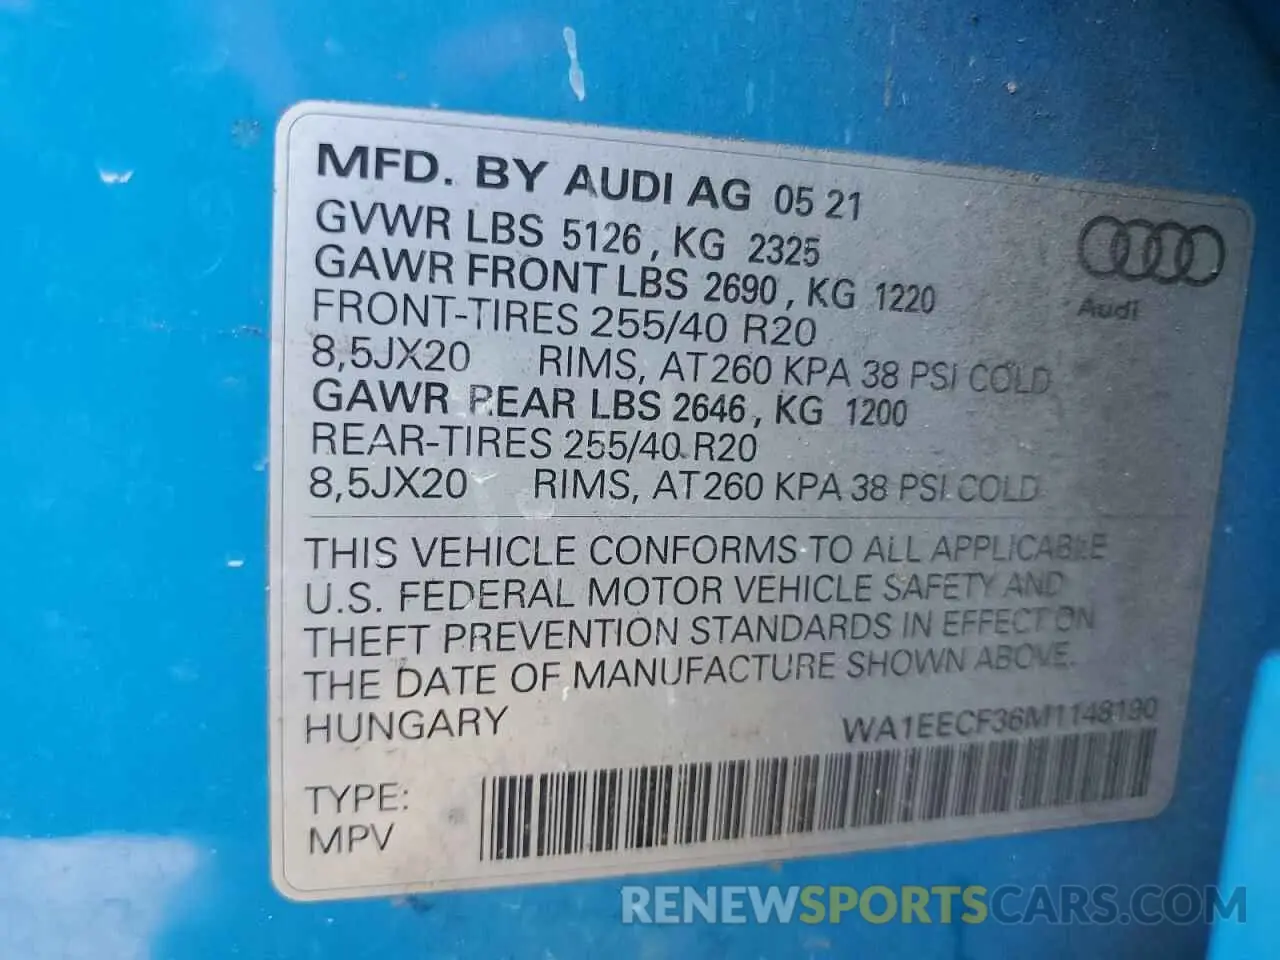 MFD. BY AUDI AG 05 21
GVWR LBS 5126, KG 2325
GAWR FRONT LBS 2690, KG 1220
Audi
FRONT-TIRES 255/40 R20
8,5JX20 RIMS, AT 260 KPA 38 PSI COLD
GAWR REAR LBS 2646, KG 1200
REAR-TIRES 255/40 R20
8,5JX20 RIMS, AT 260 KPA 38 PSI COLD
THIS VEHICLE CONFORMS TO ALL APPLICABLE
U.S. FEDERAL MOTOR VEHICLE SAFETY AND
THEFT PREVENTION STANDARDS IN EFFECT ON
THE DATE OF MANUFACTURE SHOWN ABOVE.
HUNGARY WA1EECF36M1148190
TYPE:
MPV
RENEWSPORTSCARS.COM